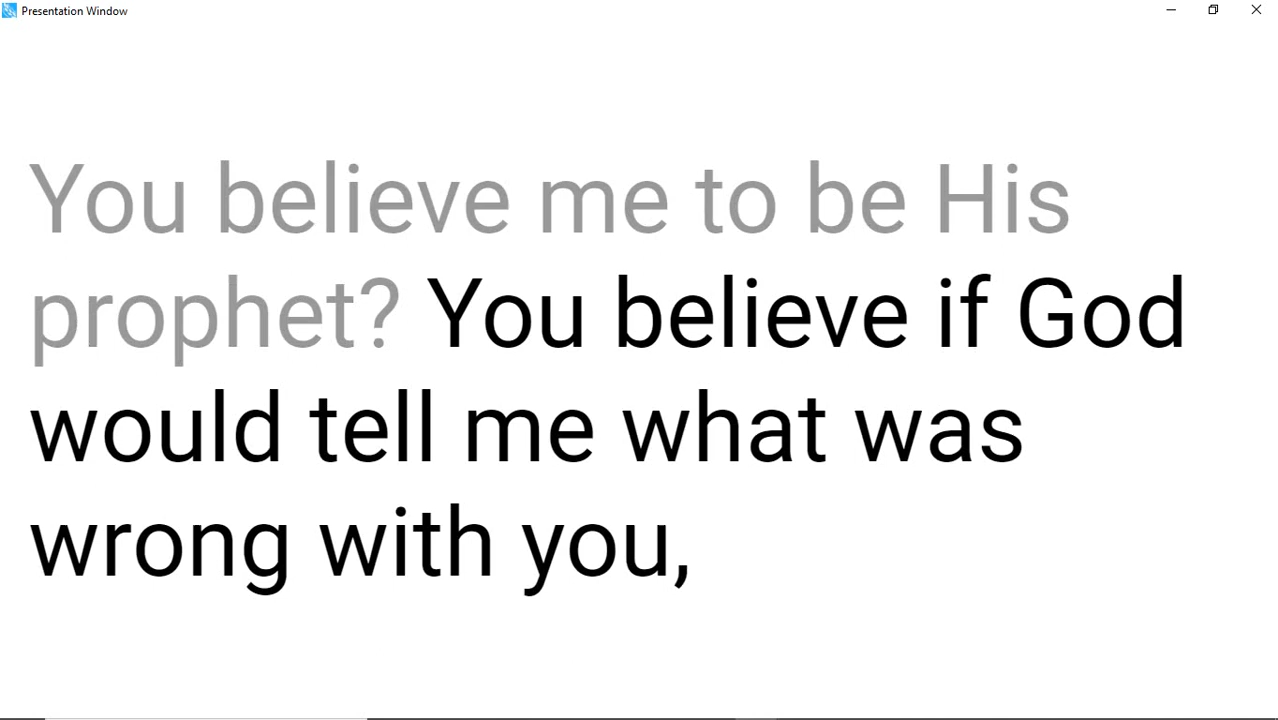 Presentation Window
You believe me to be His
prophet? You believe if God
would tell me what was
wrong with you,